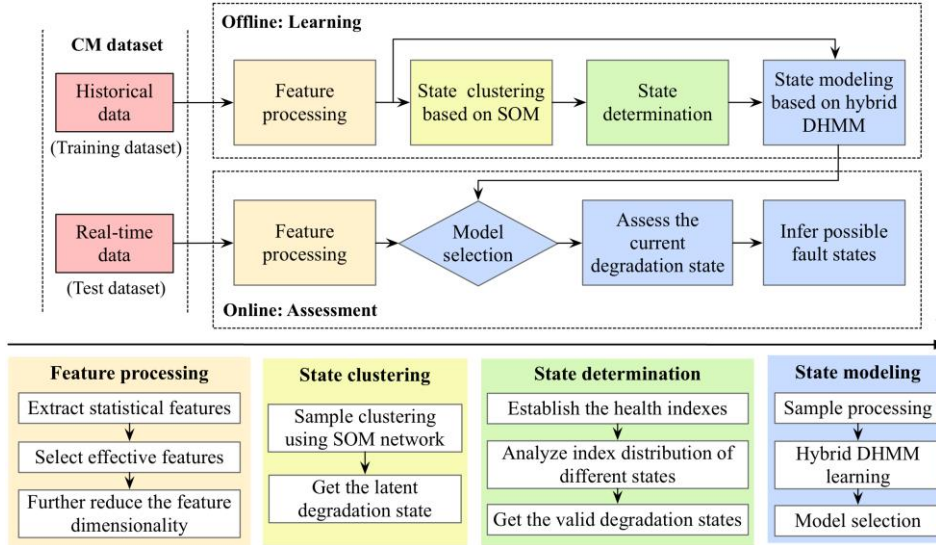 Offline: Learning
CM dataset
Historical
data
(Training dataset)
Feature
processing
State clustering
based on SOM
State
determination
State modeling
based on hybrid
DHMM
Real-time
data
(Test dataset)
Feature
processing
Model
selection
Assess the
current
degradation state
Infer possible
fault states
Online: Assessment
Feature processing
Extract statistical features
Select effective features
Further reduce the feature
dimensionality
State clustering
Sample clustering
using SOM network
Get the latent
degradation state
State determination
Establish the health indexes
Analyze index distribution of
different states
Get the valid degradation states
State modeling
Sample processing
Hybrid DHMM
learning
Model selection